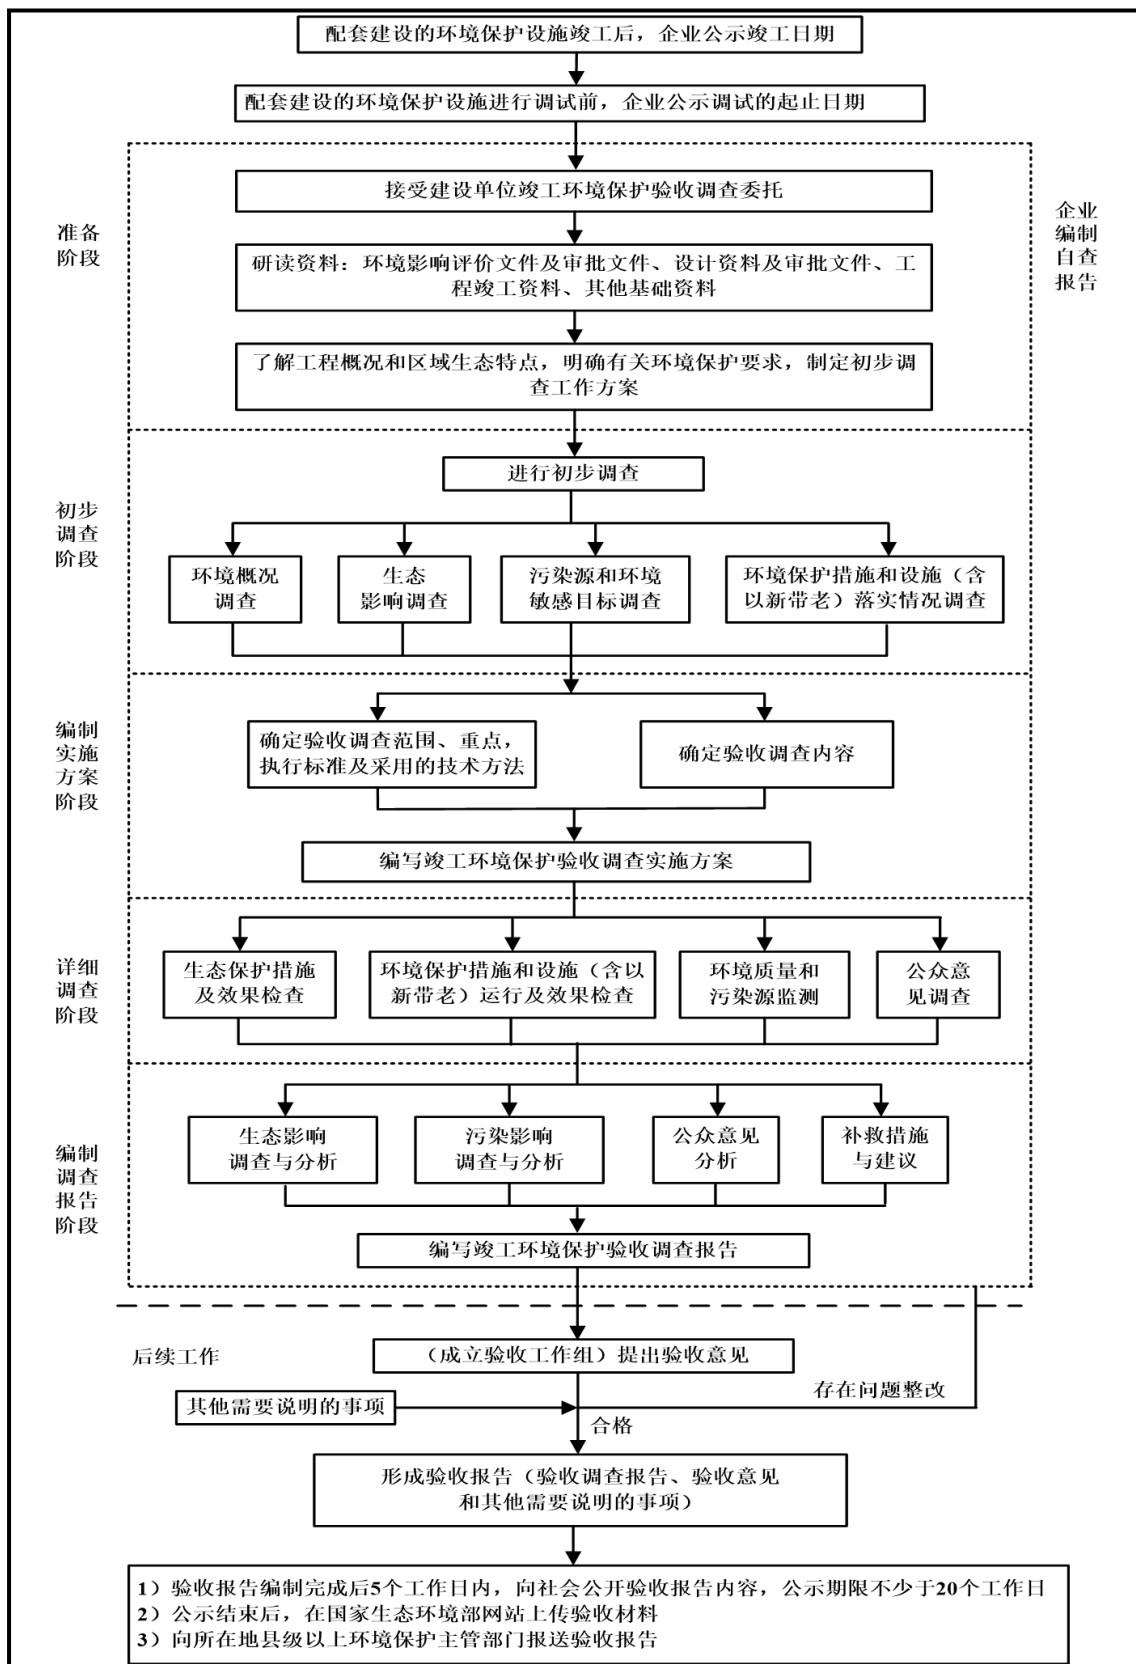 配套建设的环境保护设施竣工后，企业公示竣工日期
配套建设的环境保护设施进行调试前，企业公示调试的起止日期
准备
阶段
接受建设单位竣工环境保护验收调查委托
企业
编制
自查
报告
研读资料：环境影响评价文件及审批文件、设计资料及审批文件、工
程竣工资料、其他基础资料
了解工程概况和区域生态特点，明确有关环境保护要求，制定初步调
查工作方案
初步
调查
阶段
进行初步调查
环境概况
调查
生态
影响调查
污染源和环境
敏感目标调查
环境保护措施和设施（含
以新带老）落实情况调查
编制
实施
方案
阶段
确定验收调查范围、重点，
执行标准及采用的技术方法
确定验收调查内容
编写竣工环境保护验收调查实施方案
详细
调查
阶段
生态保护措施
及效果检查
环境保护措施和设施（含以
新带老）运行及效果检查
环境质量和
污染源监测
公众意
见调查
编制
调查
报告
阶段
生态影响
调查与分析
污染影响
调查与分析
公众意见
分析
补救措施
与建议
编写竣工环境保护验收调查报告
后续工作
（成立验收工作组）提出验收意见
其他需要说明的事项
存在问题整改
合格
形成验收报告（验收调查报告、验收意见
和其他需要说明的事项）
1）验收报告编制完成后5个工作日内，向社会公开验收报告内容，公示期限不少于20个工作日
2）公示结束后，在国家生态环境部网站上传验收材料
3）向所在地县级以上环境保护主管部门报送验收报告